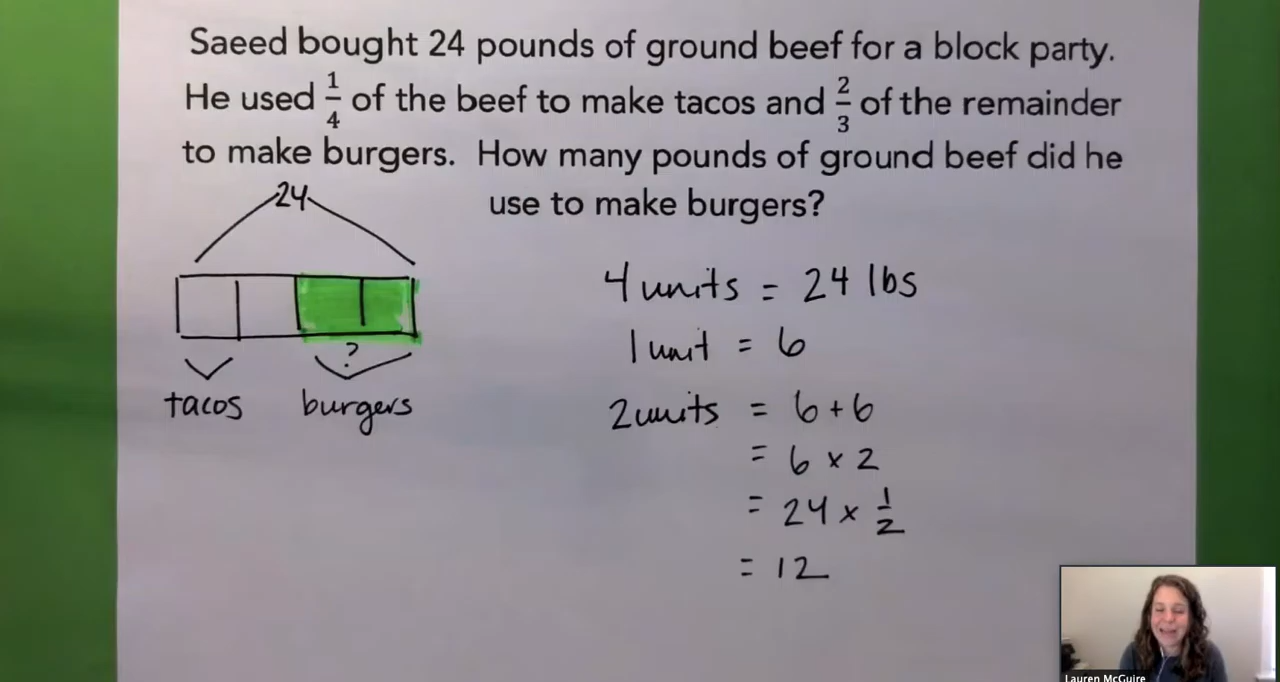 Saeed bought 24 pounds of ground beef for a block party.
He used 1/4 of the beef to make tacos and 2/3 of the remainder
to make burgers. How many pounds of ground beef did he
use to make burgers?
24
?
tacos burgers
4 units = 24 lbs
1 unit = 6
2 units = 6 + 6
= 6 x 2
= 24 x 1/2
= 12
Lauren McGuire